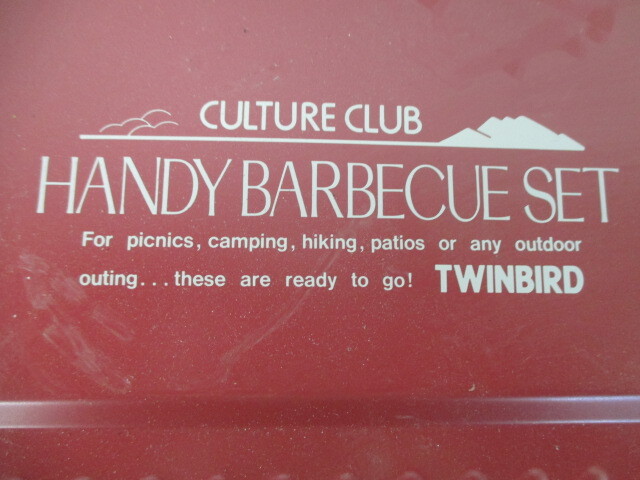 CULTURE CLUB
HANDY BARBECUE SET
For picnics, camping, hiking, patios or any outdoor
outing...these are ready to go! TWINBIRD